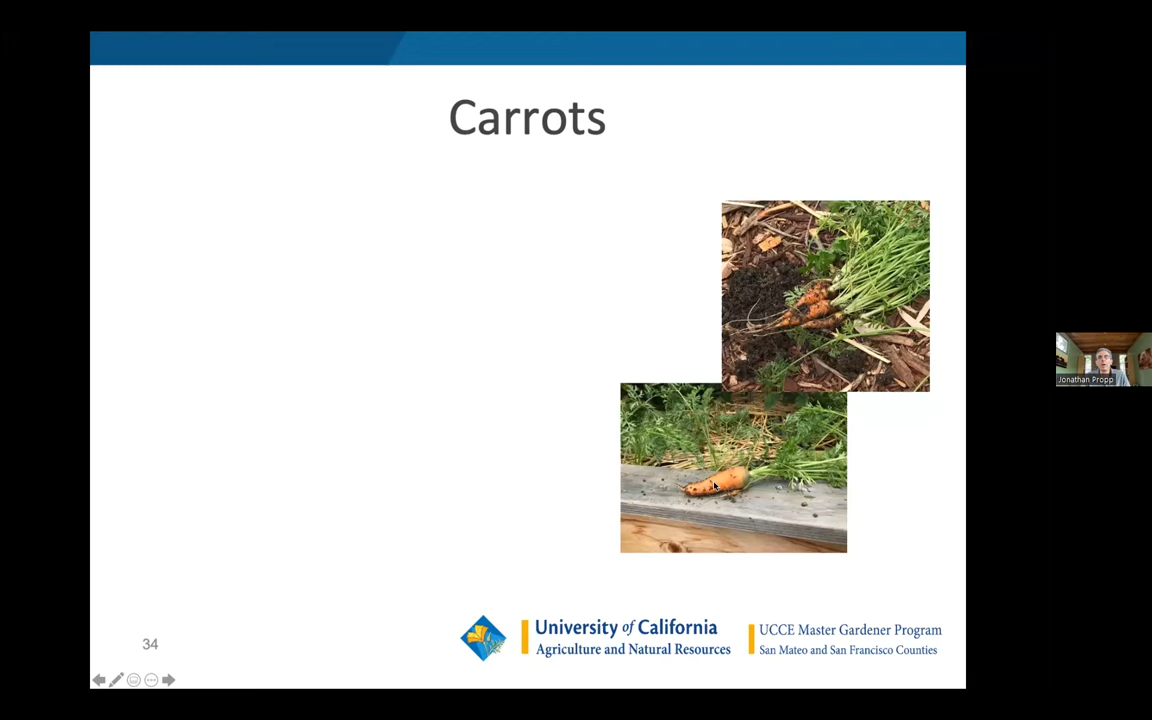 Carrots
Jonathan Propp
34
University of California
Agriculture and Natural Resources
UCCE Master Gardener Program
San Mateo and San Francisco Counties